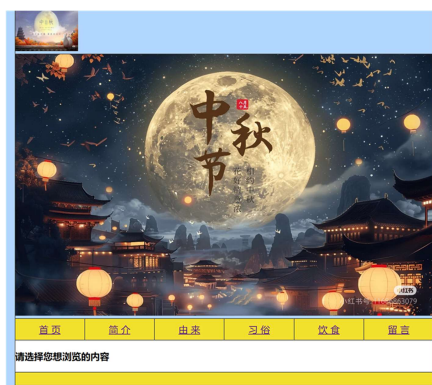 中秋节
首 页
简 介
由 来
习 俗
饮 食
留 言
请选择您想浏览的内容